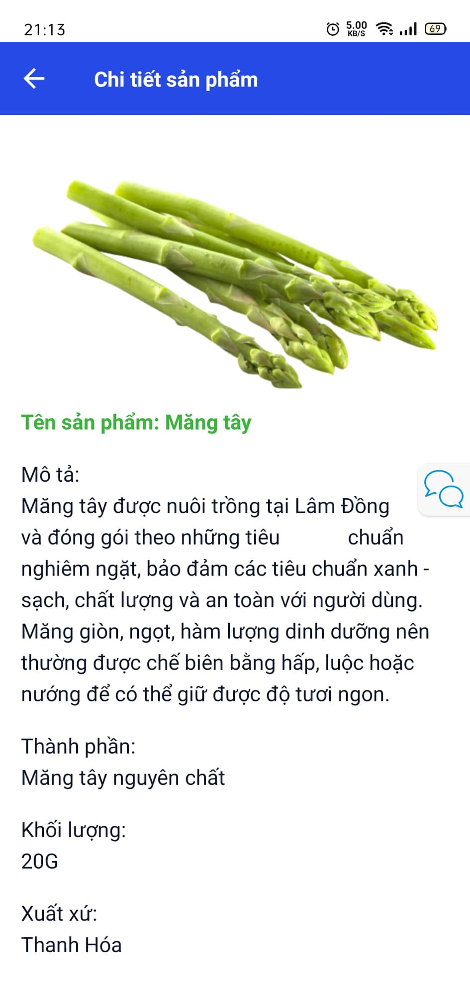 21:13
5.00
KB/S
69
Chi tiết sản phẩm
Tên sản phẩm: Măng tây
Mô tả:
Măng tây được nuôi trồng tại Lâm Đồng
và đóng gói theo những tiêu chuẩn
nghiêm ngặt, bảo đảm các tiêu chuẩn xanh -
sạch, chất lượng và an toàn với người dùng.
Măng giòn, ngọt, hàm lượng dinh dưỡng nên
thường được chế biên bằng hấp, luộc hoặc
nướng để có thể giữ được độ tươi ngon.
Thành phần:
Măng tây nguyên chất
Khối lượng:
20G
Xuất xứ:
Thanh Hóa